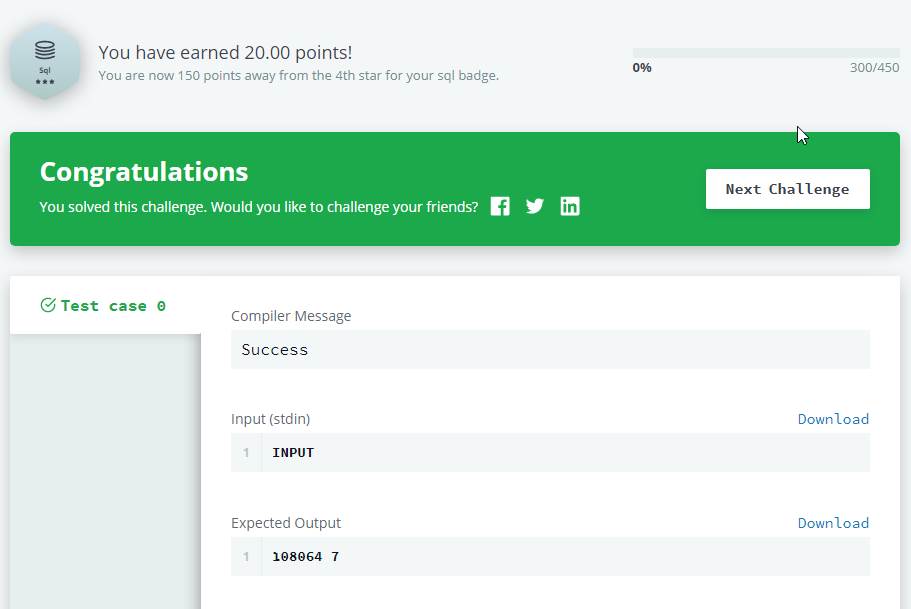 You have earned 20.00 points!
Sql
You are now 150 points away from the 4th star for your sql badge.
0% 300/450
Congratulations
You solved this challenge. Would you like to challenge your friends?
Next Challenge
Test case 0
Compiler Message
Success
Input (stdin) Download
1 INPUT
Expected Output Download
1 108064 7